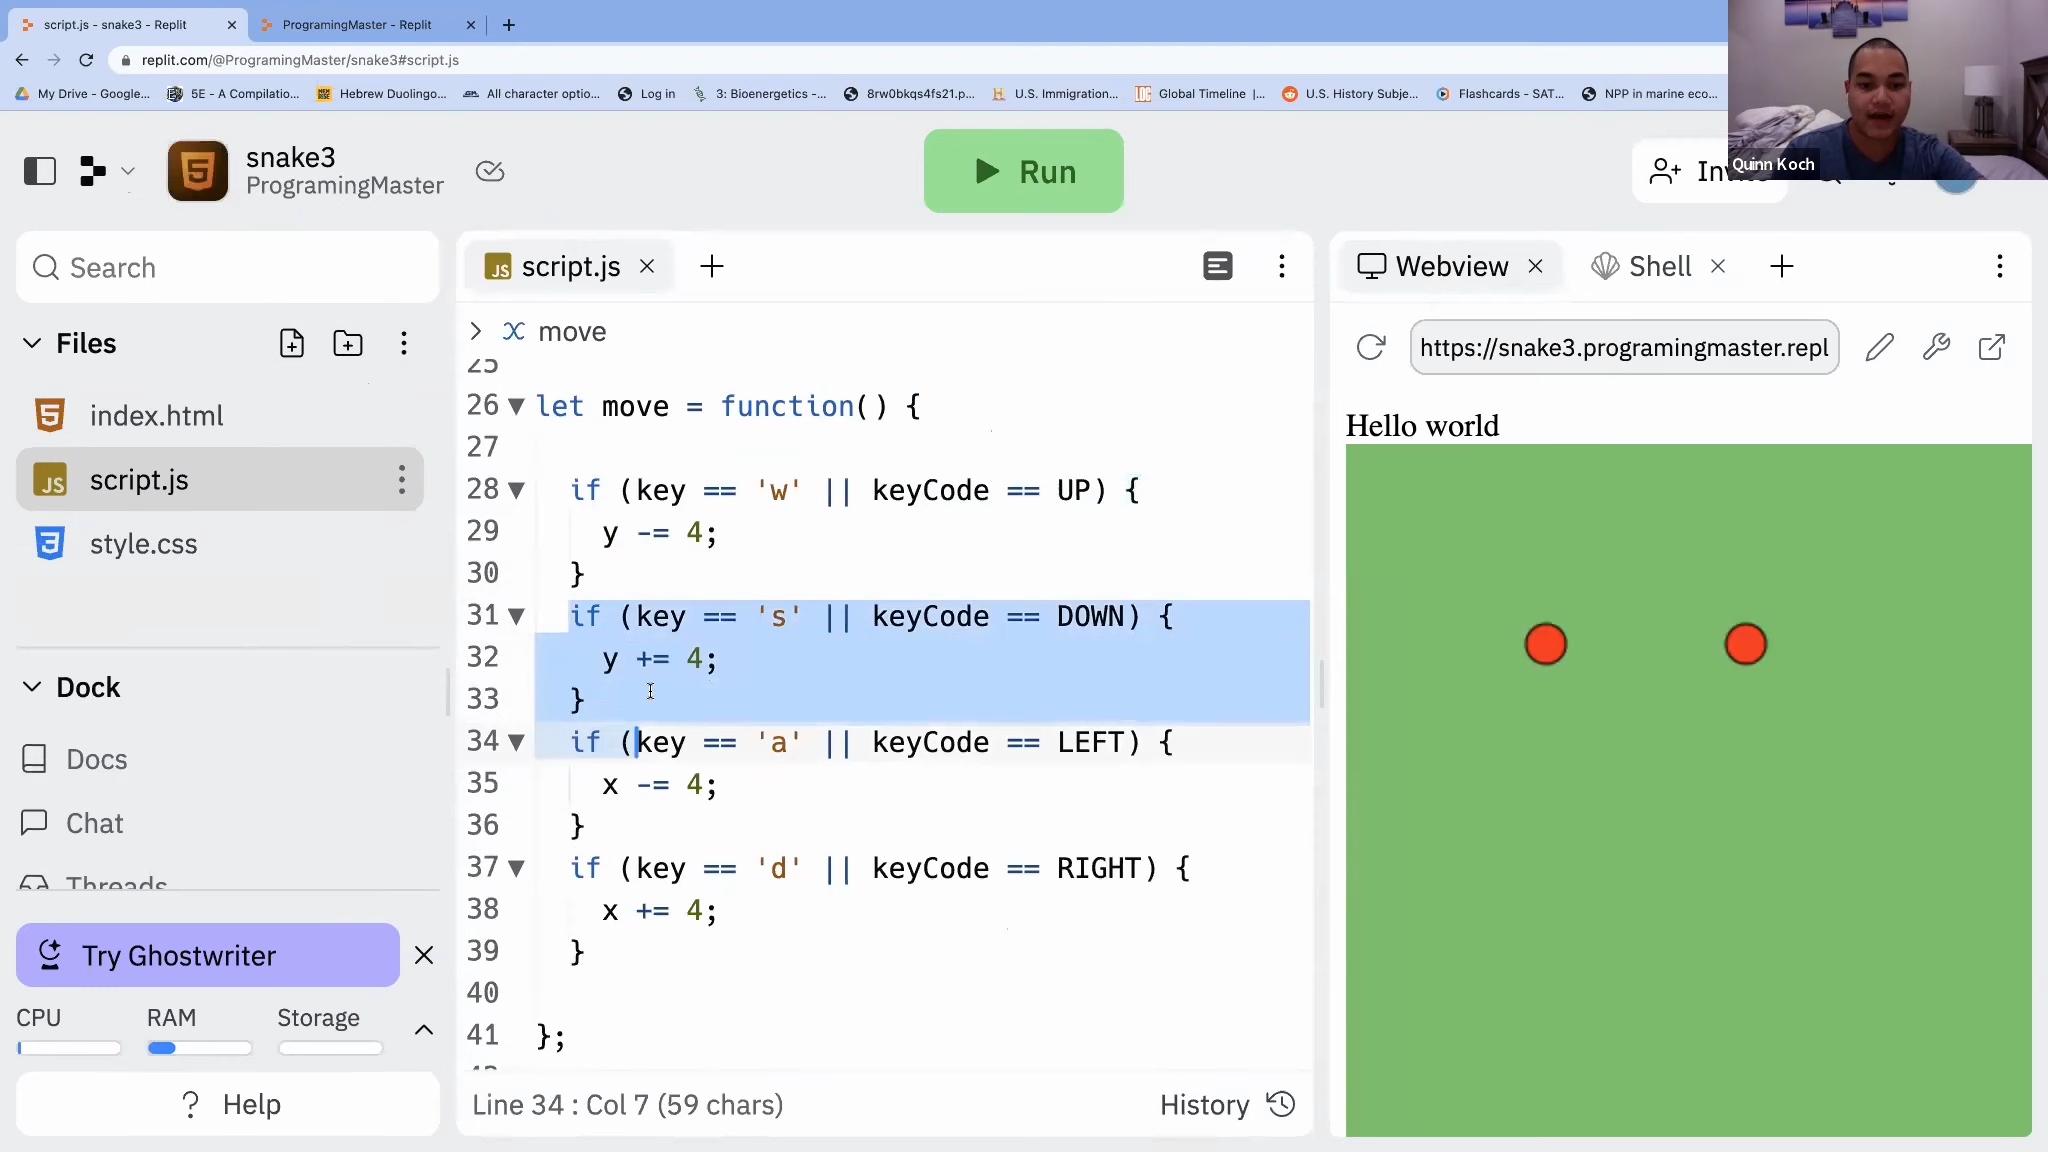 script.js - snake3 - Replit
ProgramingMaster - Replit
replit.com/@ProgramingMaster/snake3#script.js
My Drive - Google...
5E - A Compilatio...
Hebrew Duolingo...
All character optio...
Log in
3: Bioenergetics -...
8rw0bkqs4fs21.p...
U.S. Immigration...
Global Timeline |...
U.S. History Subje...
Flashcards - SAT...
NPP in marine eco...
Quinn Koch
snake3
ProgramingMaster
Run
Search
Files
index.html
script.js
style.css
Dock
Docs
Chat
Threads
Try Ghostwriter
CPU RAM Storage
? Help
script.js
move
25
26 let move = function() {
27
28 if (key == 'w' || keyCode == UP) {
29 y -= 4;
30 }
31 if (key == 's' || keyCode == DOWN) {
32 y += 4;
33 }
34 if (key == 'a' || keyCode == LEFT) {
35 x -= 4;
36 }
37 if (key == 'd' || keyCode == RIGHT) {
38 x += 4;
39 }
40
41 };
Line 34 : Col 7 (59 chars)
History
Webview
Shell
https://snake3.programingmaster.repl
Hello world